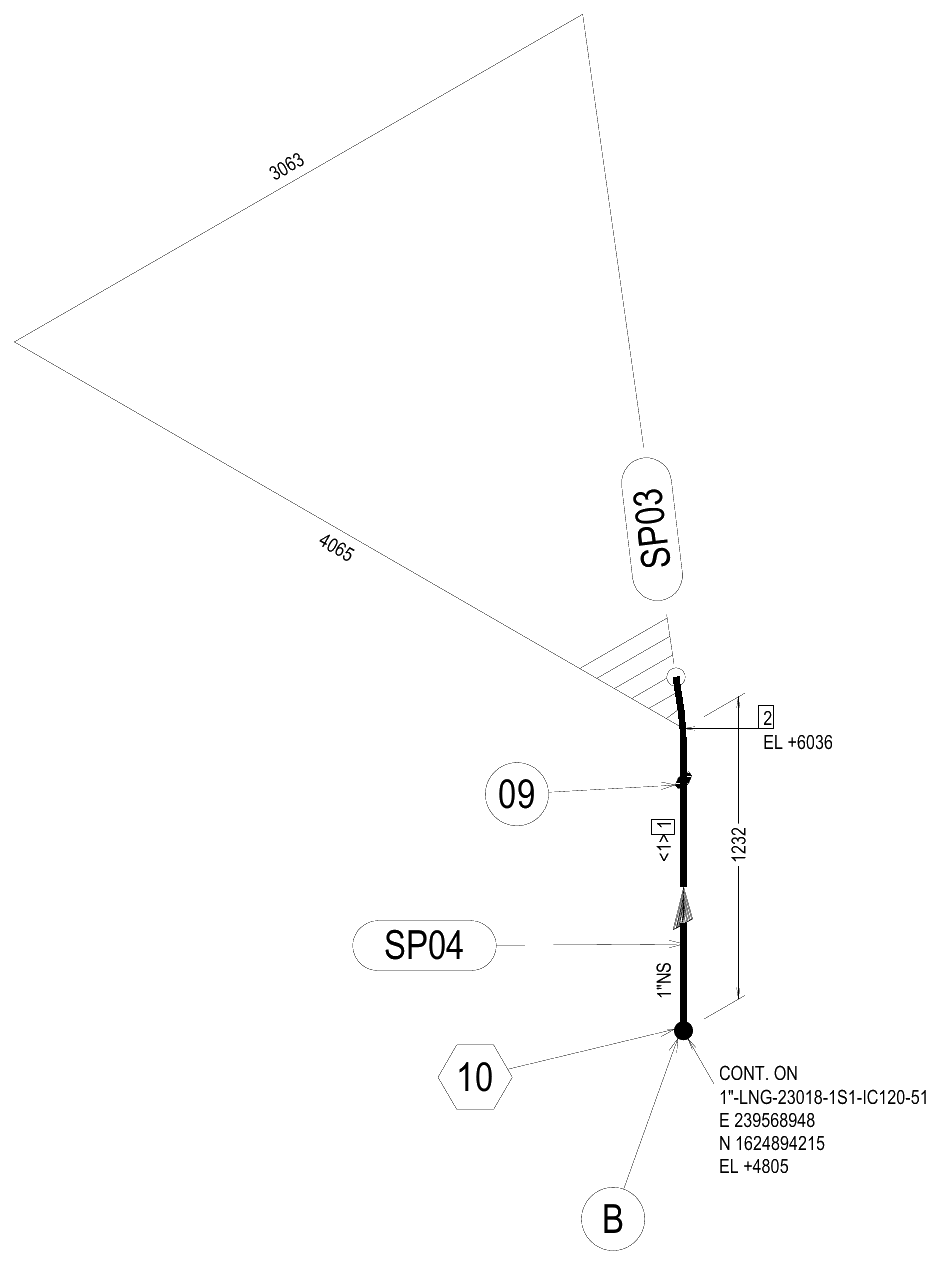 3063
4065
SP03
2
EL +6036
09
<1> 1
1232
SP04
1"NS
10
CONT. ON
1"-LNG-23018-1S1-IC120-51
E 239568948
N 1624894215
EL +4805
B